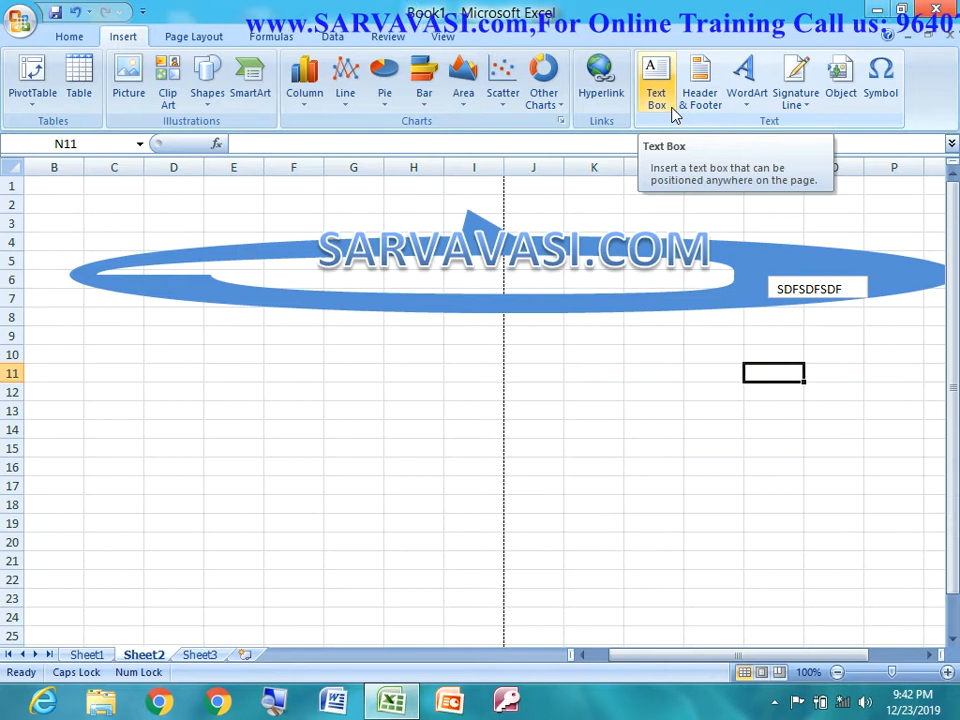 Book1 - Microsoft Excel
www.SARVAVASI.com,For Online Training Call us: 96407
Home Insert Page Layout Formulas Data Review View
PivotTable Table Picture Clip Art Shapes SmartArt Column Line Pie Bar Area Scatter Other Charts Hyperlink Text Box Header & Footer WordArt Signature Line Object Symbol
Tables Illustrations Charts Links Text
N11 fx
Text Box
Insert a text box that can be
positioned anywhere on the page.
B C D E F G H I J K P
1
2
3
4
SARVAVASI.COM
5
6
SDFSDFSDF
7
8
9
10
11
12
13
14
15
16
17
18
19
20
21
22
23
24
25
Sheet1 Sheet2 Sheet3
Ready Caps Lock Num Lock 100%
9:42 PM
12/23/2019